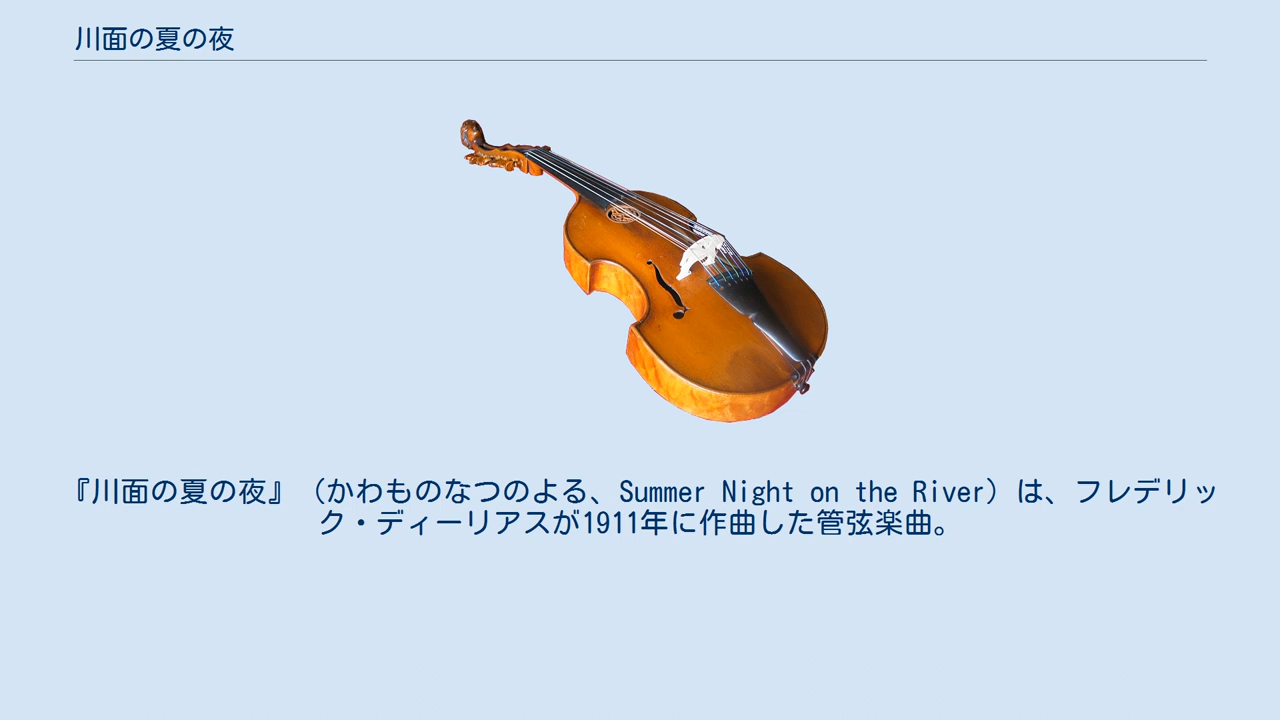 川面の夏の夜
『川面の夏の夜』（かわものなつのよる、Summer Night on the River）は、フレデリッ
ク・ディーリアスが1911年に作曲した管弦楽曲。